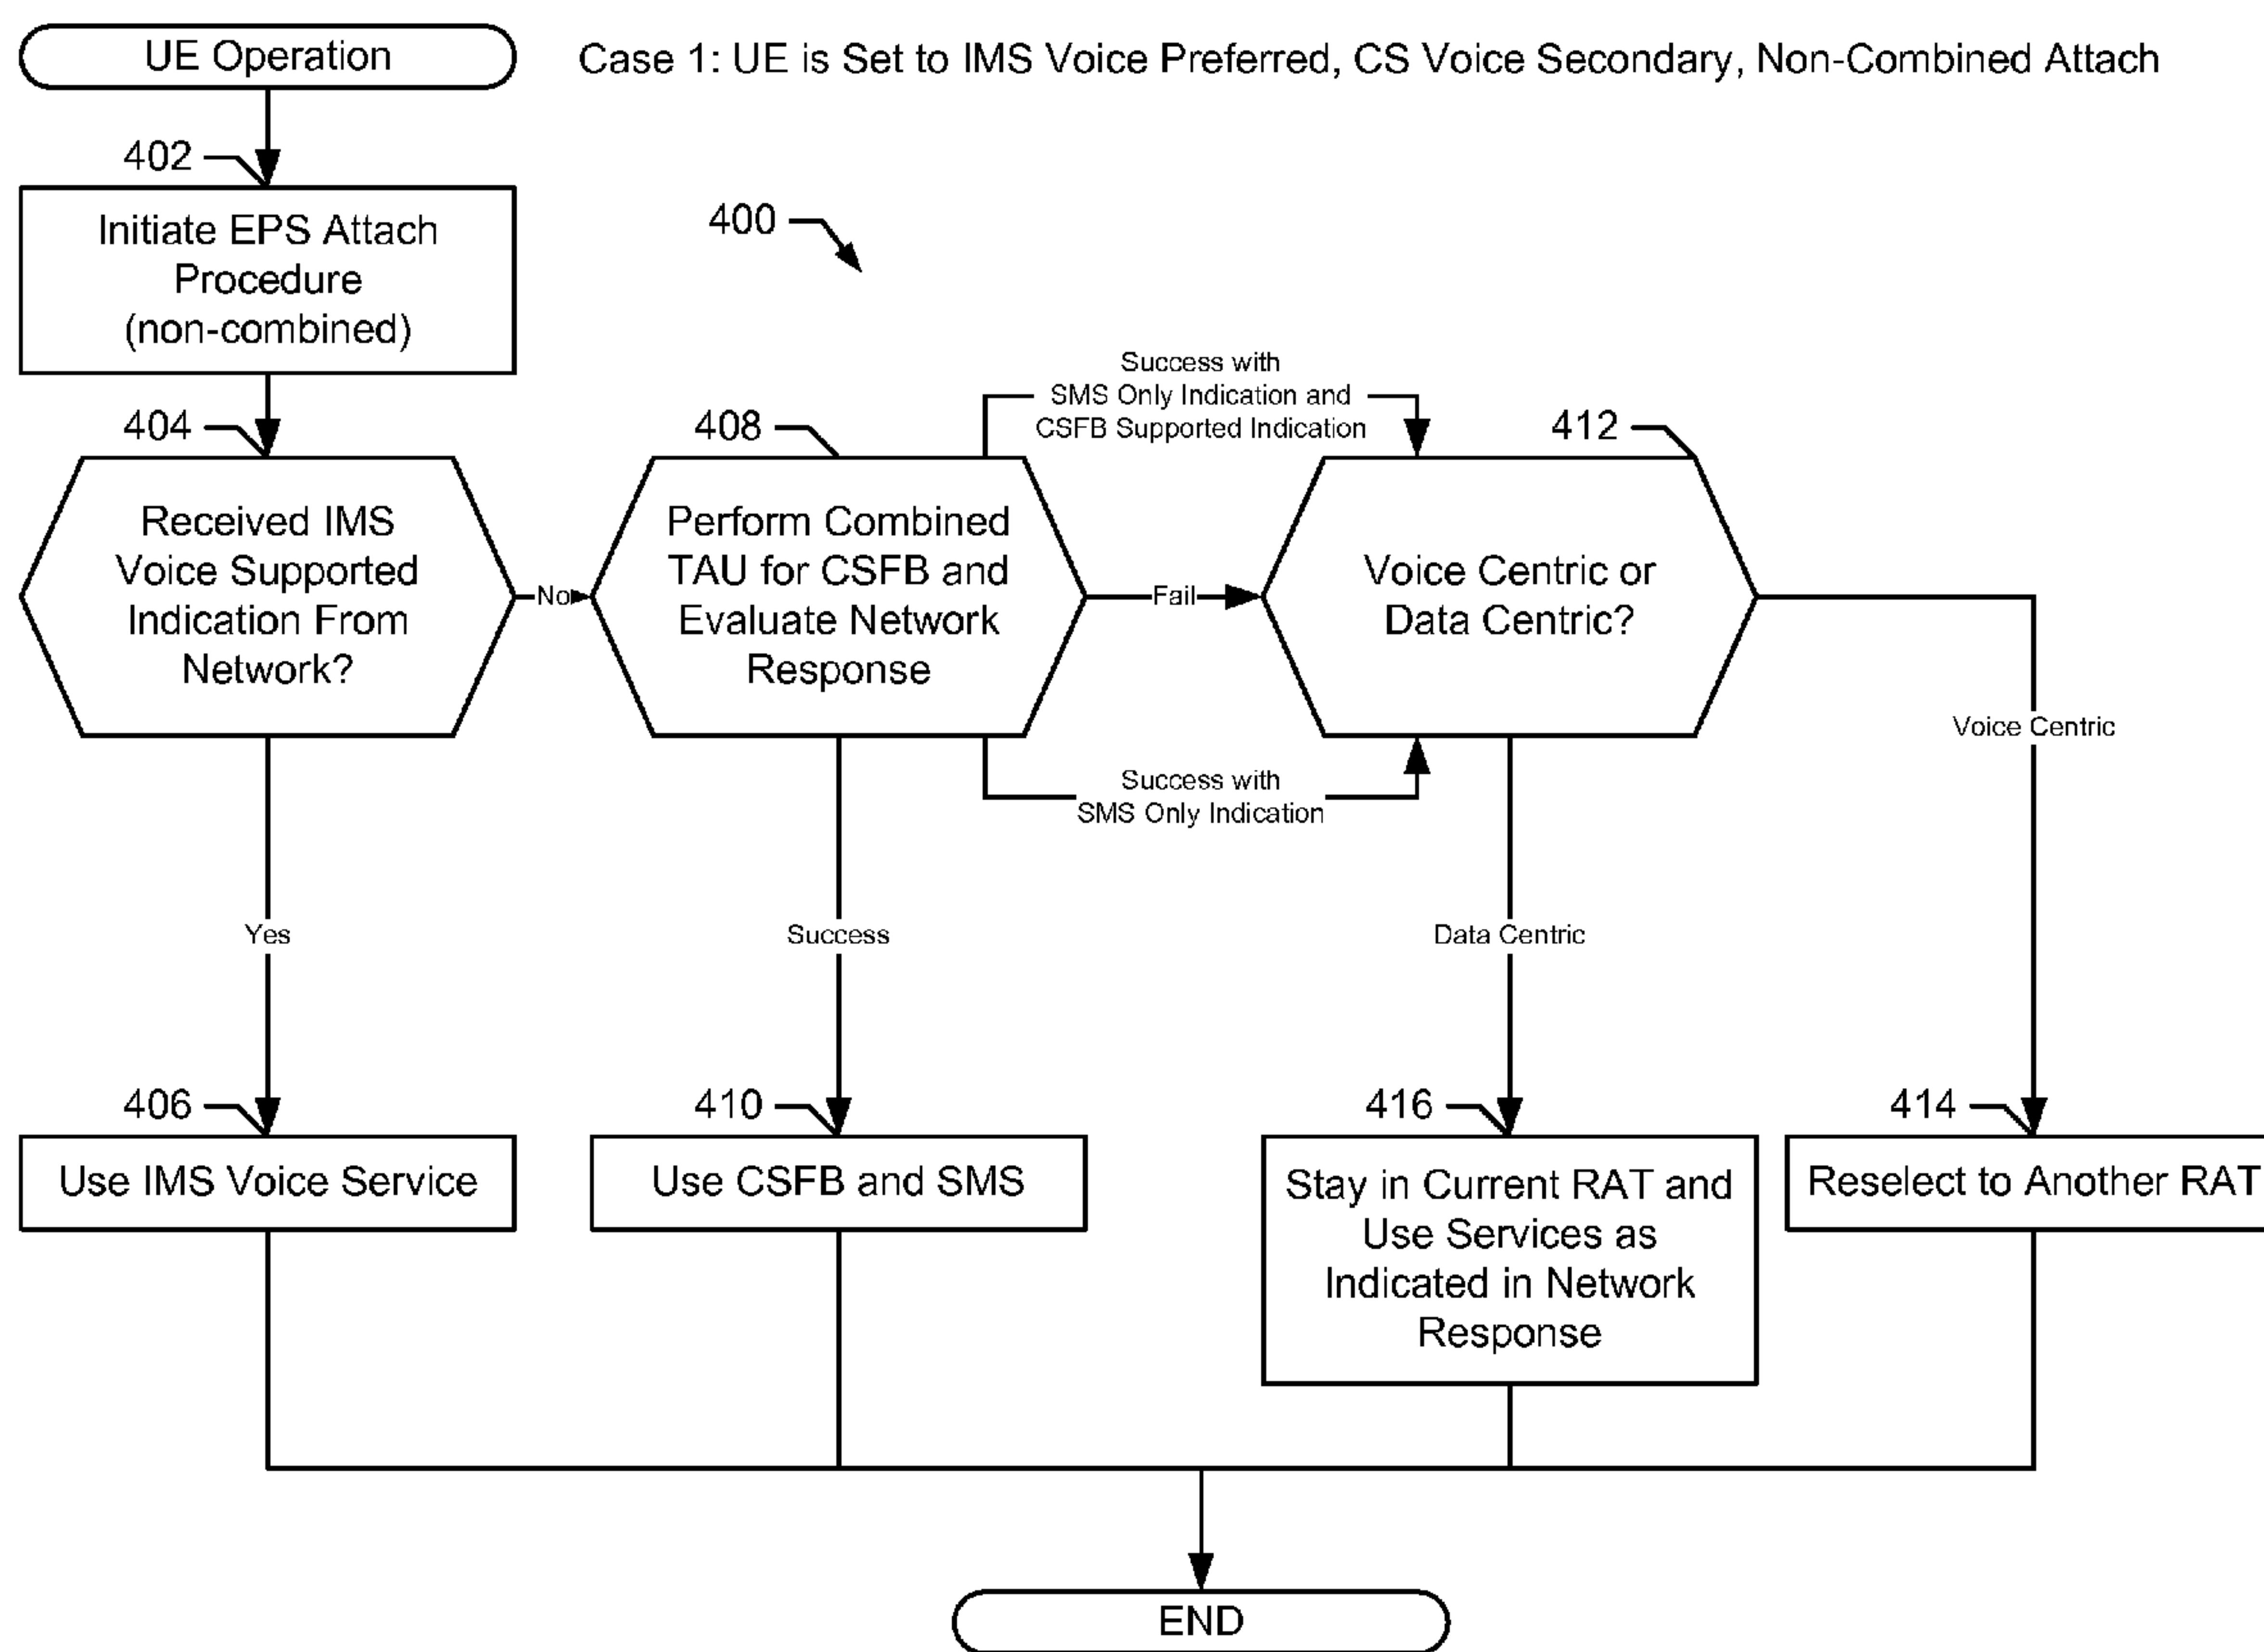 UE Operation
Case 1: UE is Set to IMS Voice Preferred, CS Voice Secondary, Non-Combined Attach
402
Initiate EPS Attach
Procedure
(non-combined)
400
404
Received IMS
Voice Supported
Indication From
Network?
No
408
Perform Combined
TAU for CSFB and
Evaluate Network
Response
Success with
SMS Only Indication and
CSFB Supported Indication
Fail
Success with
SMS Only Indication
412
Voice Centric or
Data Centric?
Voice Centric
Yes
Success
Data Centric
406
Use IMS Voice Service
410
Use CSFB and SMS
416
Stay in Current RAT and
Use Services as
Indicated in Network
Response
414
Reselect to Another RAT
END